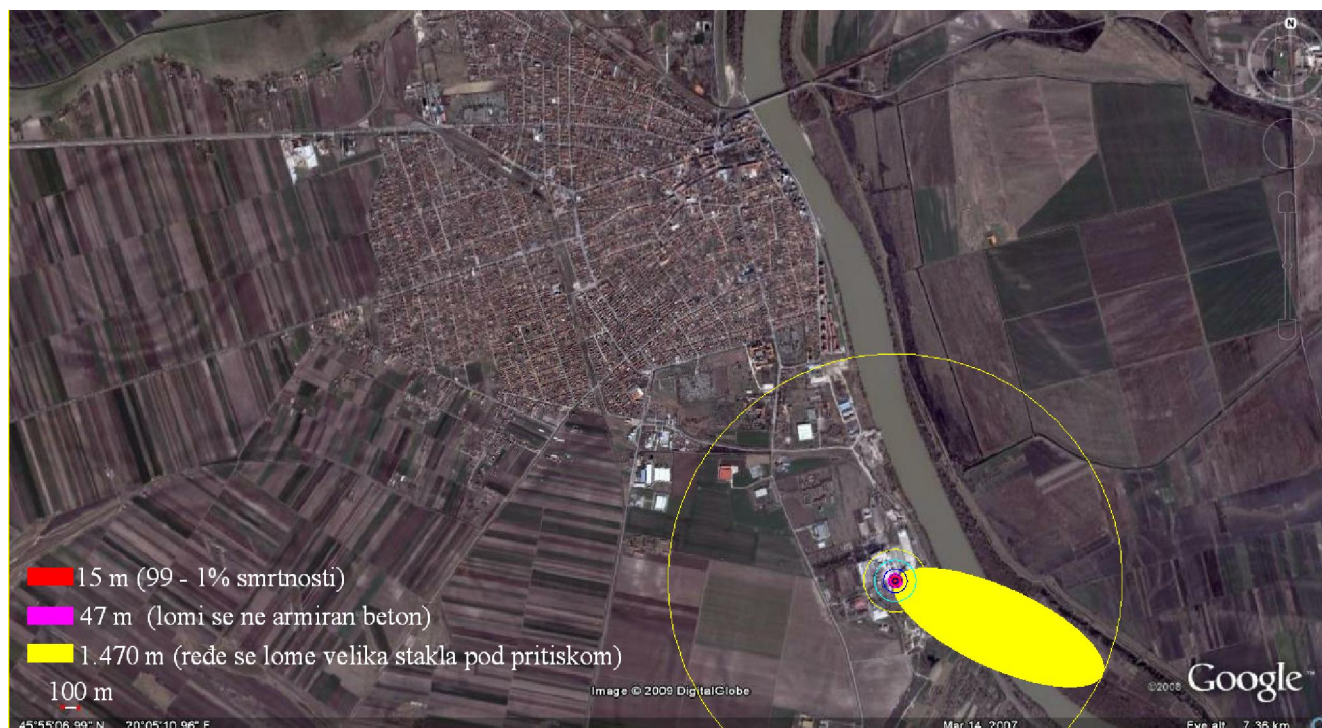 N
15 m (99 - 1% smrtnosti)
47 m (lomi se ne armiran beton)
1.470 m (ređe se lome velika stakla pod pritiskom)
100 m
Image © 2009 DigitalGlobe
©2008 Google™
45°55'06.99" N 20°05'10.96" E
Mar 14, 2007
Eye alt 7.36 km